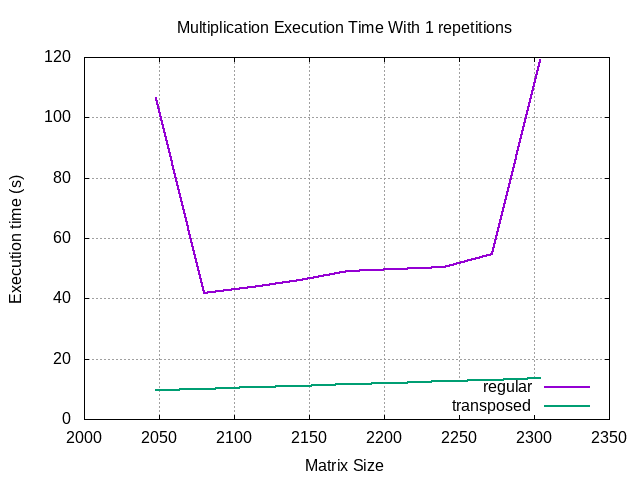 Multiplication Execution Time With 1 repetitions
120
100
80
60
40
20
0
Execution time (s)
regular
transposed
2000 2050 2100 2150 2200 2250 2300 2350
Matrix Size